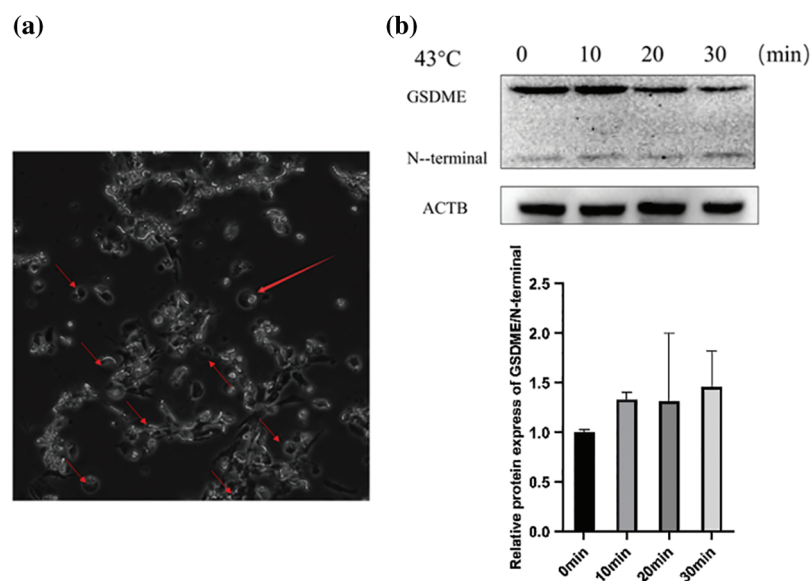 (a)
(b)
43°C 0 10 20 30 (min)
GSDME
N--terminal
ACTB
Relative protein express of GSDME/N-terminal
2.5
2.0
1.5
1.0
0.5
0.0
0min 10min 20min 30min